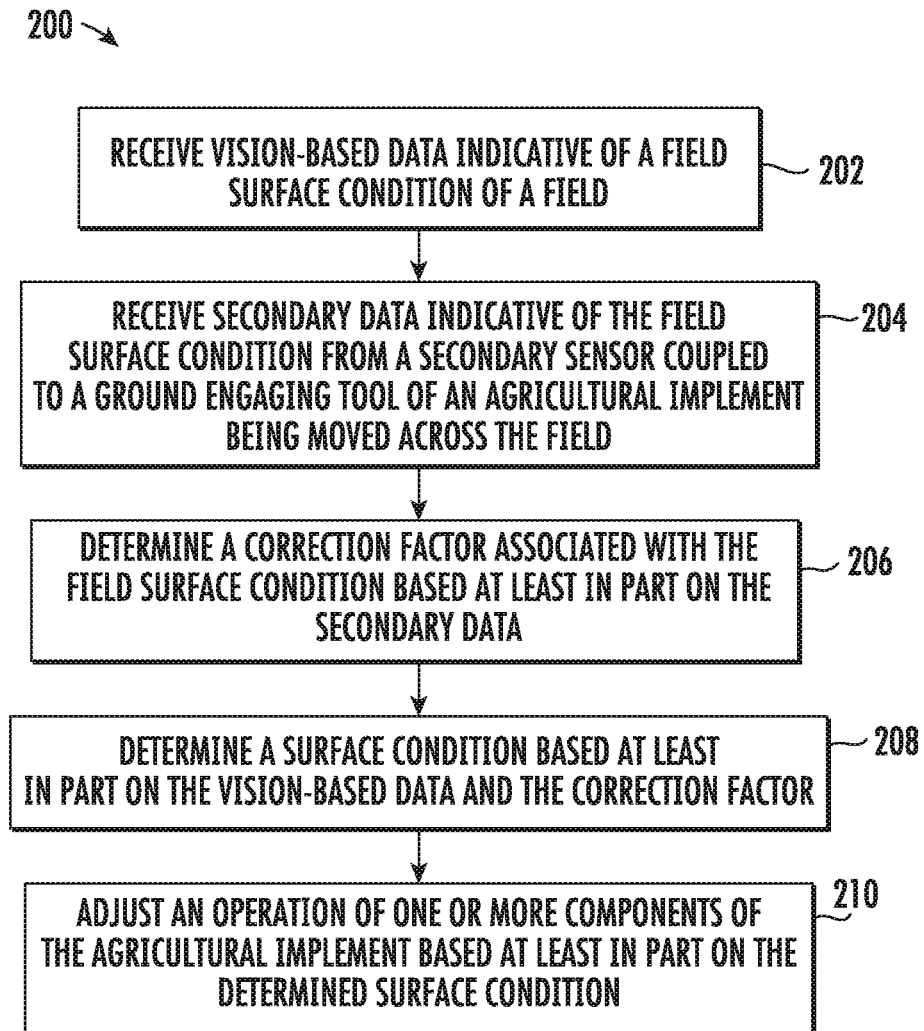 200
RECEIVE VISION-BASED DATA INDICATIVE OF A FIELD
SURFACE CONDITION OF A FIELD
202
RECEIVE SECONDARY DATA INDICATIVE OF THE FIELD
SURFACE CONDITION FROM A SECONDARY SENSOR COUPLED
TO A GROUND ENGAGING TOOL OF AN AGRICULTURAL IMPLEMENT
BEING MOVED ACROSS THE FIELD
204
DETERMINE A CORRECTION FACTOR ASSOCIATED WITH THE
FIELD SURFACE CONDITION BASED AT LEAST IN PART ON THE
SECONDARY DATA
206
DETERMINE A SURFACE CONDITION BASED AT LEAST
IN PART ON THE VISION-BASED DATA AND THE CORRECTION FACTOR
208
ADJUST AN OPERATION OF ONE OR MORE COMPONENTS OF
THE AGRICULTURAL IMPLEMENT BASED AT LEAST IN PART ON THE
DETERMINED SURFACE CONDITION
210